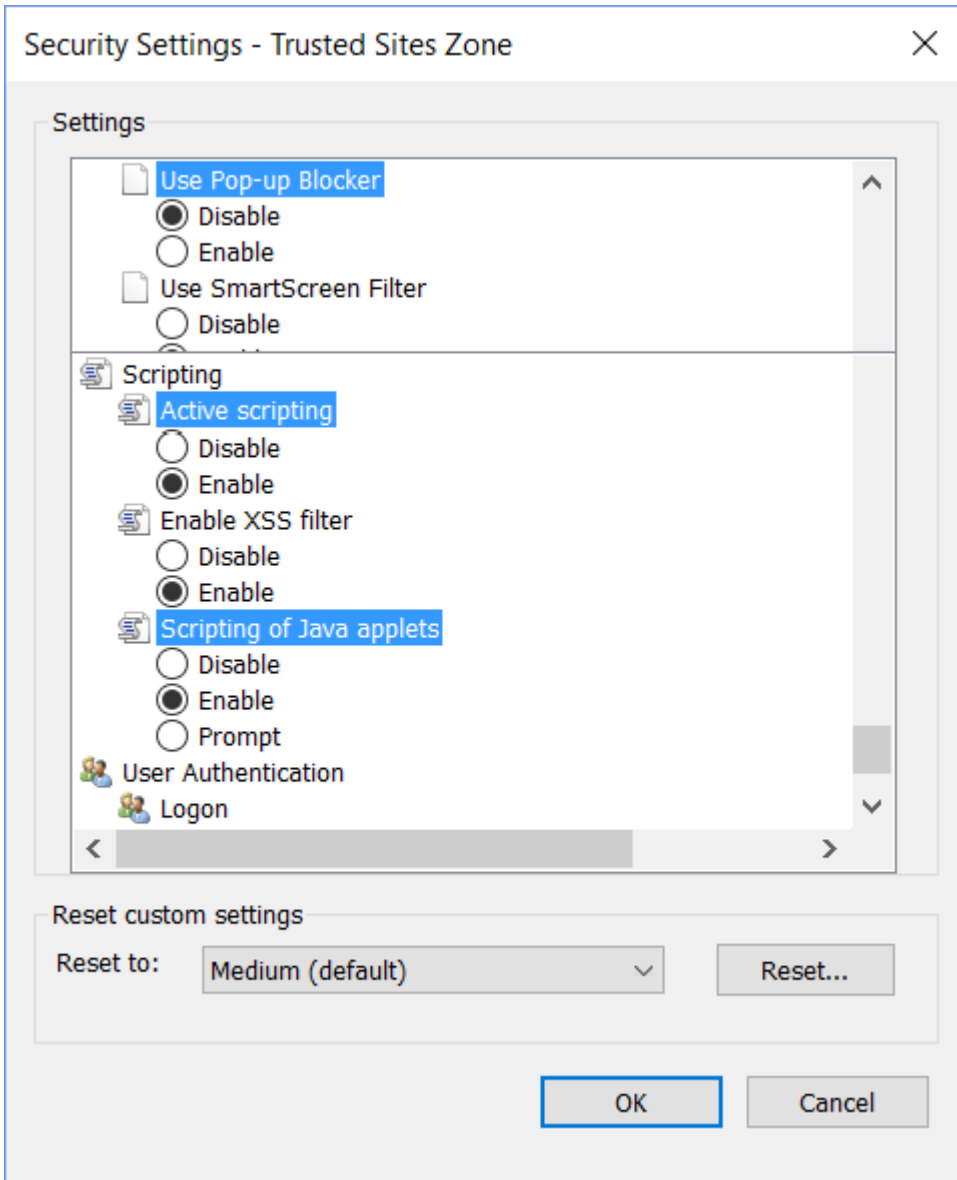 Security Settings - Trusted Sites Zone
Settings
Use Pop-up Blocker
Disable
Enable
Use SmartScreen Filter
Disable
Scripting
Active scripting
Disable
Enable
Enable XSS filter
Disable
Enable
Scripting of Java applets
Disable
Enable
Prompt
User Authentication
Logon
Reset custom settings
Reset to:
Medium (default)
Reset...
OK
Cancel